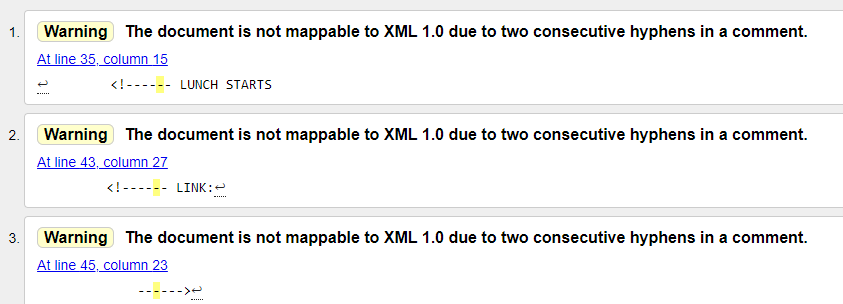 1. Warning The document is not mappable to XML 1.0 due to two consecutive hyphens in a comment.
At line 35, column 15
↩ <!------ LUNCH STARTS
2. Warning The document is not mappable to XML 1.0 due to two consecutive hyphens in a comment.
At line 43, column 27
<!------ LINK:↩
3. Warning The document is not mappable to XML 1.0 due to two consecutive hyphens in a comment.
At line 45, column 23
------>↩